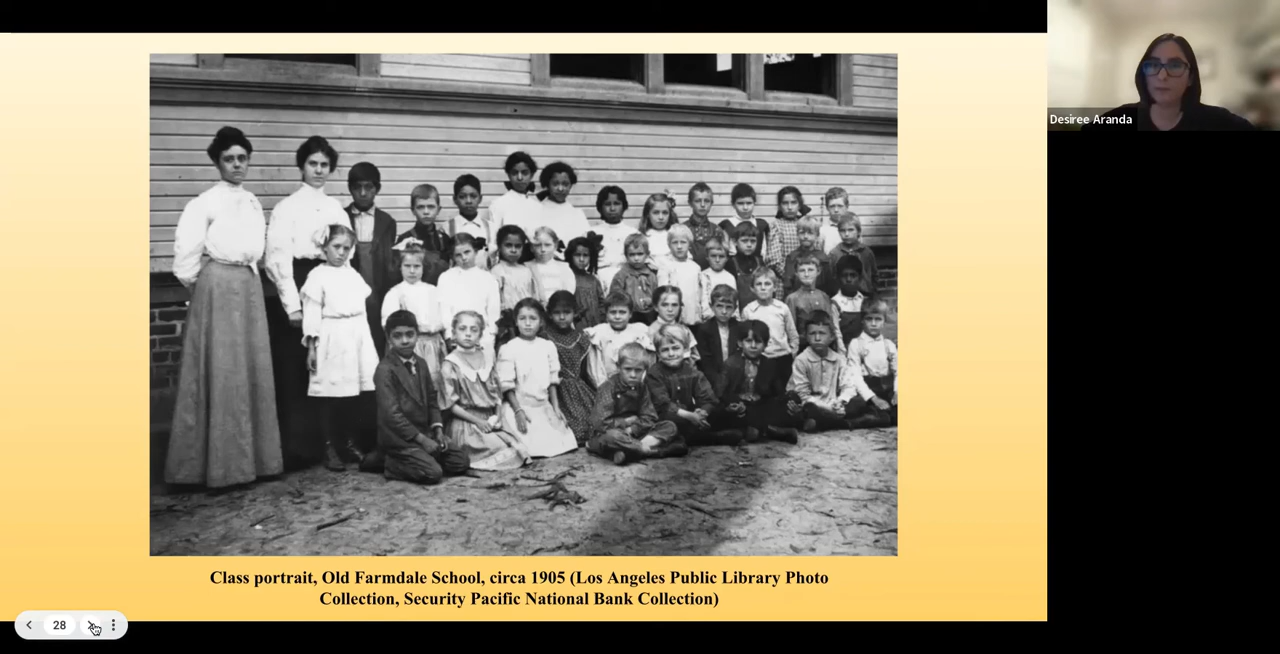 Desiree Aranda
Class portrait, Old Farmdale School, circa 1905 (Los Angeles Public Library Photo
Collection, Security Pacific National Bank Collection)
28